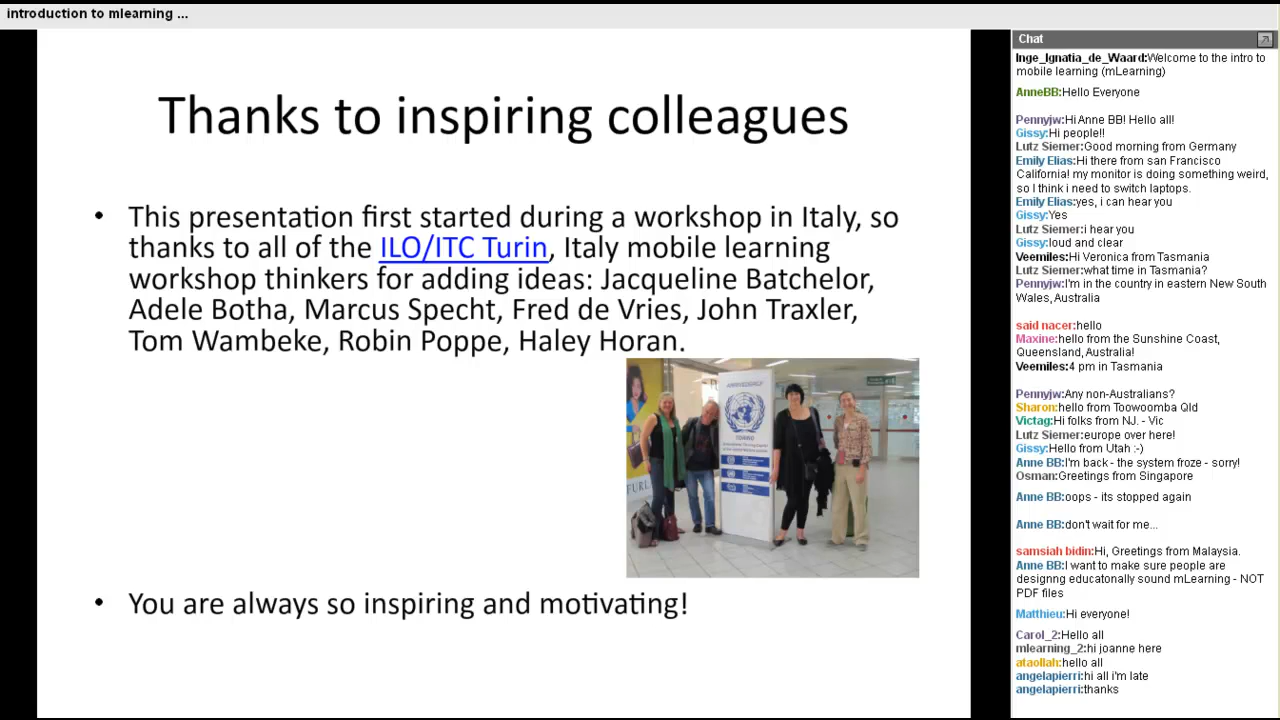 introduction to mlearning ...
Thanks to inspiring colleagues
• This presentation first started during a workshop in Italy, so
thanks to all of the ILO/ITC Turin, Italy mobile learning
workshop thinkers for adding ideas: Jacqueline Batchelor,
Adele Botha, Marcus Specht, Fred de Vries, John Traxler,
Tom Wambeke, Robin Poppe, Haley Horan.
FURL
• You are always so inspiring and motivating!
Chat
Inge_Ignatia_de_Waard:Welcome to the intro to
mobile learning (mLearning)
AnneBB:Hello Everyone
Pennyjw:Hi Anne BB! Hello all!
Gissy:Hi people!!
Lutz Siemer:Good morning from Germany
Emily Elias:Hi there from san Francisco
California! my monitor is doing something weird,
so I think i need to switch laptops.
Emily Elias:yes, i can hear you
Gissy:Yes
Lutz Siemer:i hear you
Gissy:loud and clear
Veemiles:Hi Veronica from Tasmania
Lutz Siemer:what time in Tasmania?
Pennyjw:I'm in the country in eastern New South
Wales, Australia
said nacer:hello
Maxine:hello from the Sunshine Coast,
Queensland, Australia!
Veemiles:4 pm in Tasmania
Pennyjw:Any non-Australians?
Sharon:hello from Toowoomba Qld
Victag:Hi folks from NJ. - Vic
Lutz Siemer:europe over here!
Gissy:Hello from Utah :-)
Anne BB:I'm back - the system froze - sorry!
Osman:Greetings from Singapore
Anne BB:oops - its stopped again
Anne BB:don't wait for me...
samsiah bidin:Hi, Greetings from Malaysia.
Anne BB:I want to make sure people are
designng educatonally sound mLearning - NOT
PDF files
Matthieu:Hi everyone!
Carol_2:Hello all
mlearning_2:hi joanne here
ataollah:hello all
angelapierri:hi all i'm late
angelapierri:thanks